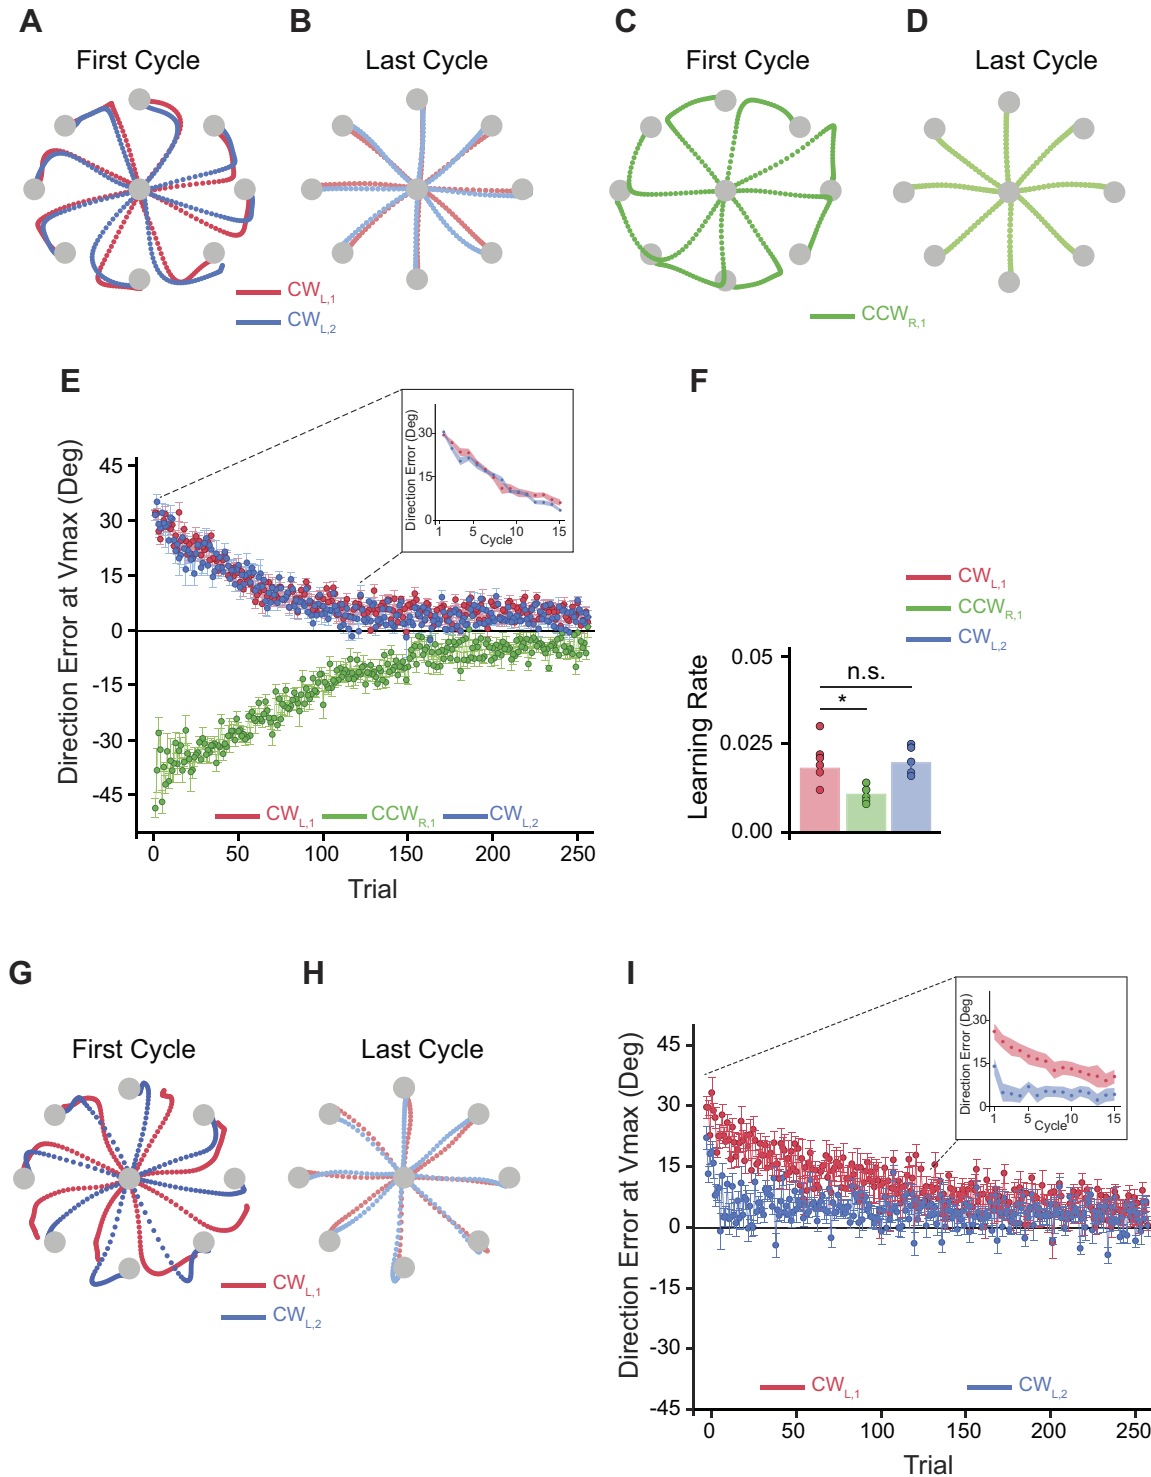 A
B
C
D
First Cycle
Last Cycle
First Cycle
Last Cycle
CW L,1
CW L,2
CCW R,1
E
Direction Error at Vmax (Deg)
45
30
15
0
-15
-30
-45
0
50
100
150
200
250
Trial
CW L,1
CCW R,1
CW L,2
Direction Error (Deg)
30
15
0
1
5
10
15
Cycle
F
CW L,1
CCW R,1
CW L,2
Learning Rate
0.05
0.025
0.00
n.s.
*
G
H
First Cycle
Last Cycle
CW L,1
CW L,2
I
Direction Error at Vmax (Deg)
45
30
15
0
-15
-30
-45
0
50
100
150
200
250
Trial
CW L,1
CW L,2
Direction Error (Deg)
30
15
0
1
5
10
15
Cycle